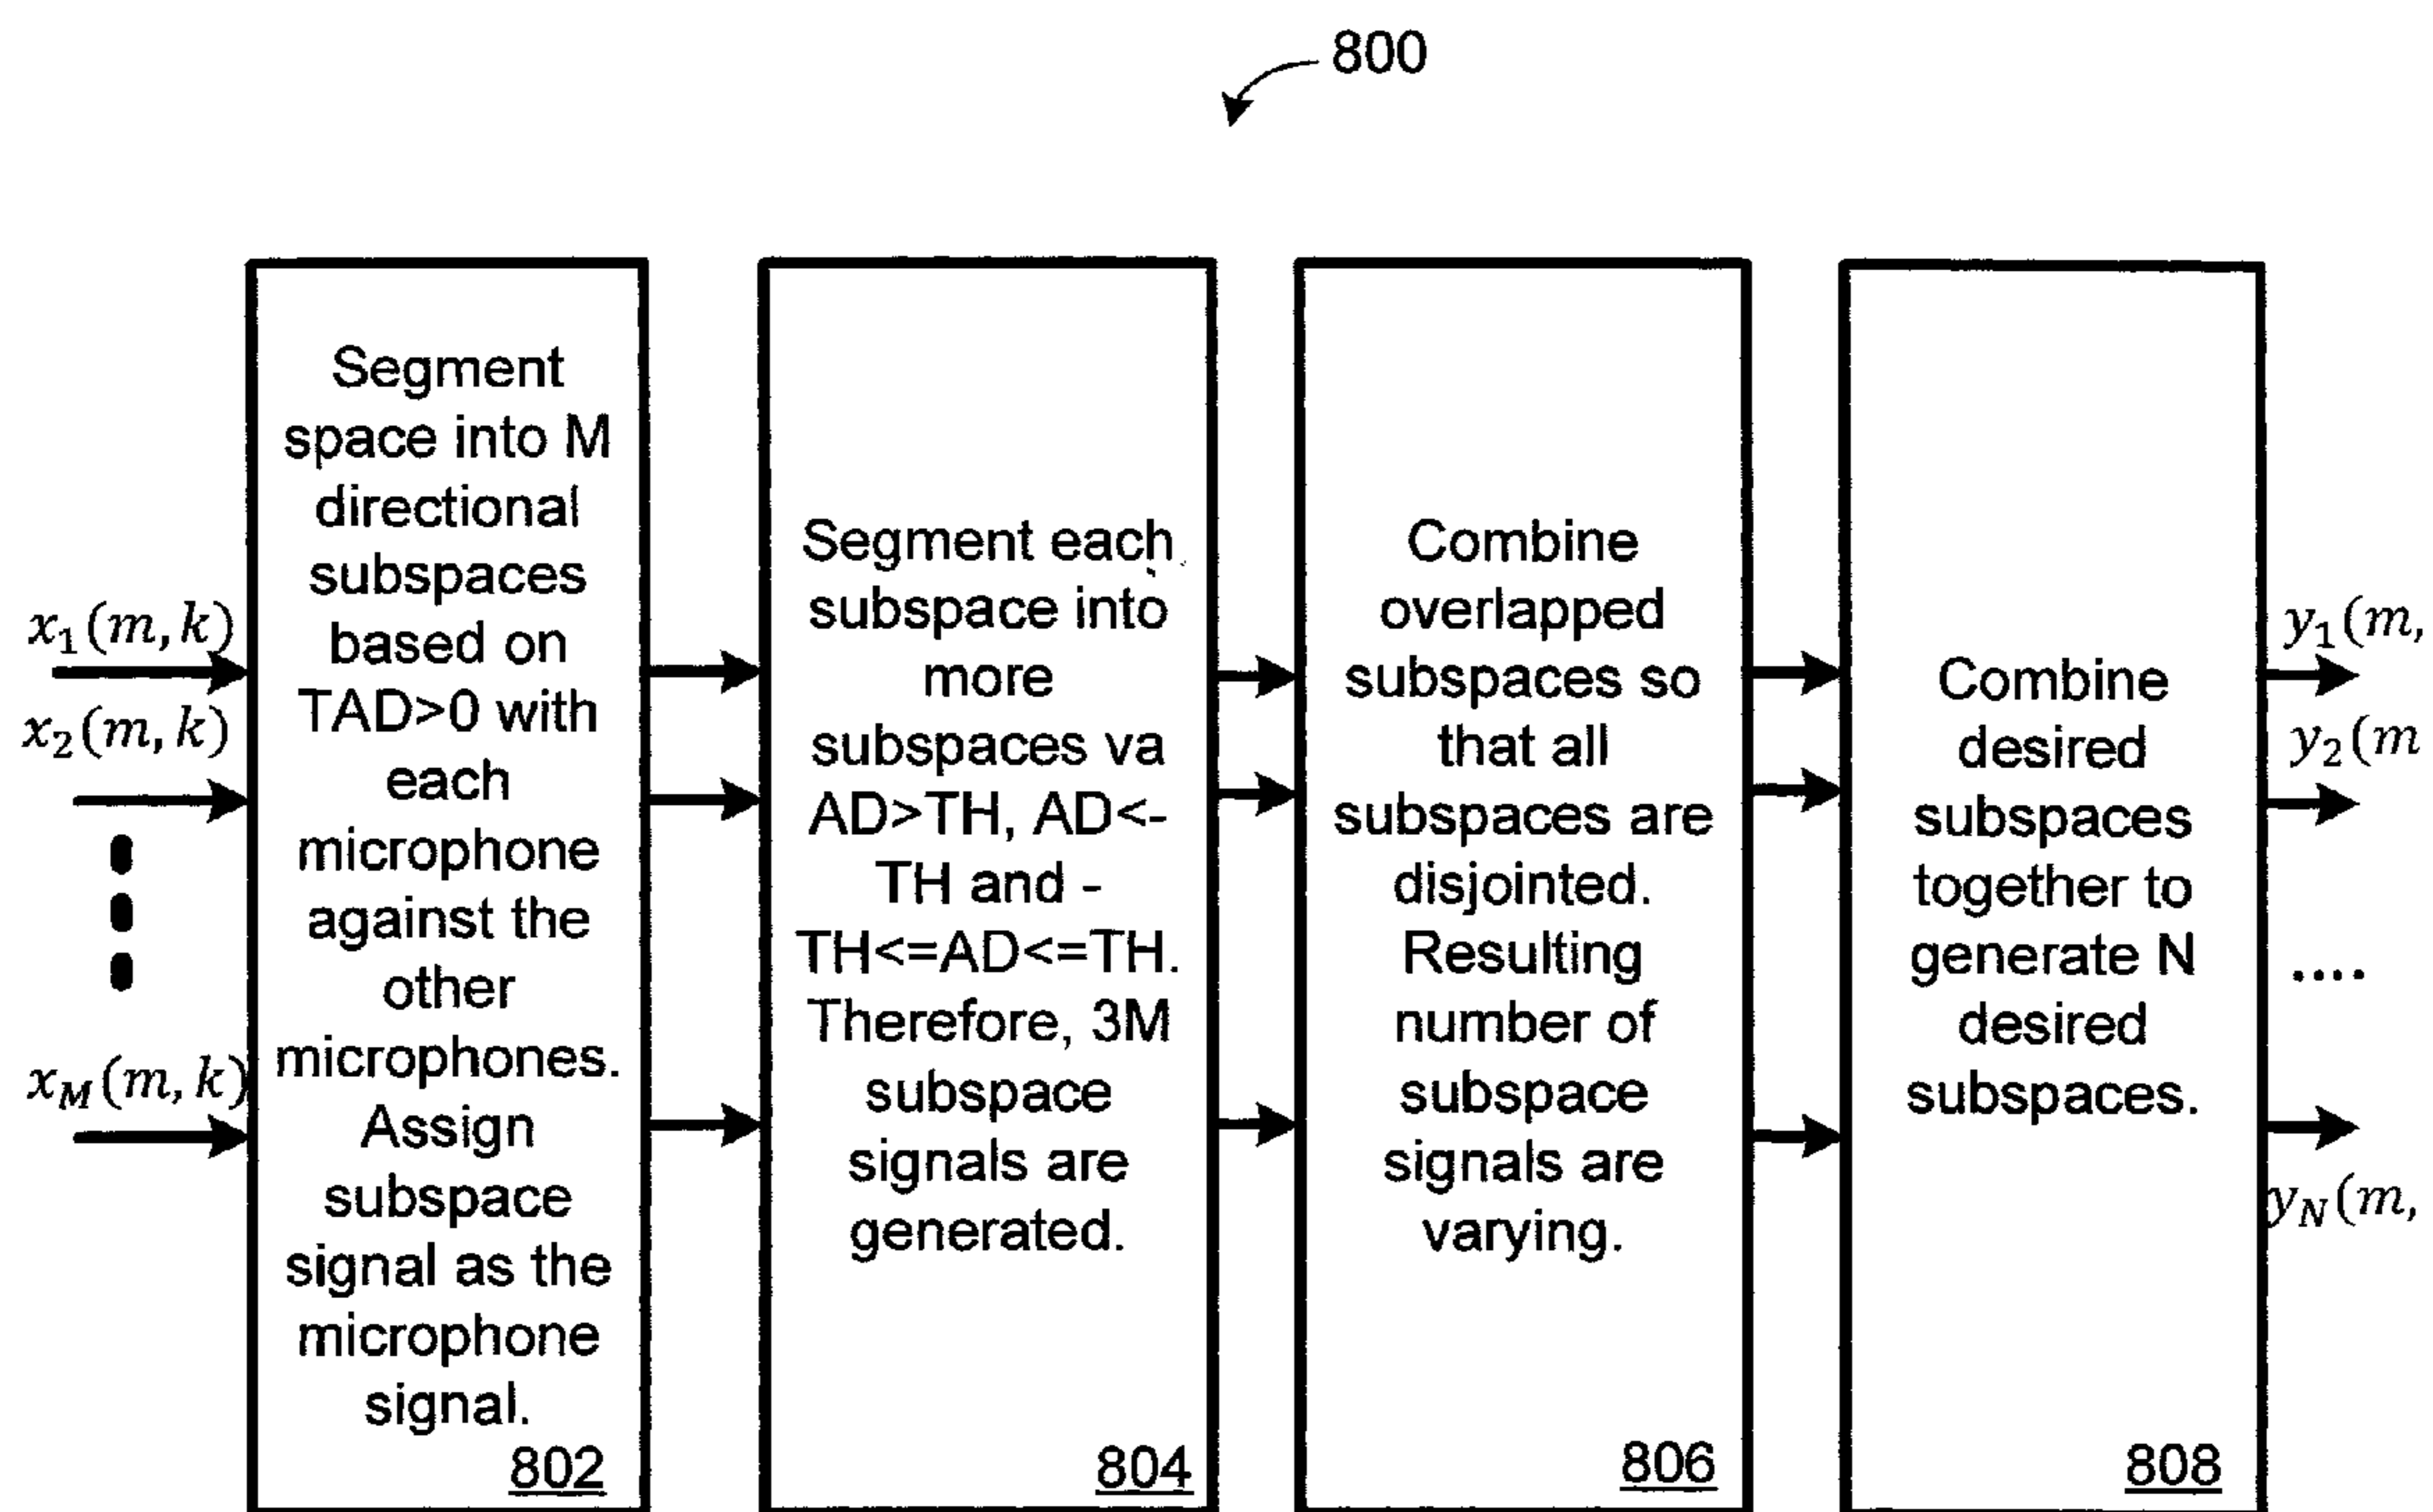 800
x₁(m,k)
x₂(m,k)
x_M(m,k)
Segment
space into M
directional
subspaces
based on
TAD>0 with
each
microphone
against the
other
microphones.
Assign
subspace
signal as the
microphone
signal.
802
Segment each
subspace into
more
subspaces va
AD>TH, AD<-
TH and -
TH<=AD<=TH.
Therefore, 3M
subspace
signals are
generated.
804
Combine
overlapped
subspaces so
that all
subspaces are
disjointed.
Resulting
number of
subspace
signals are
varying.
806
Combine
desired
subspaces
together to
generate N
desired
subspaces.
808
y₁(m,
y₂(m
....
y_N(m,